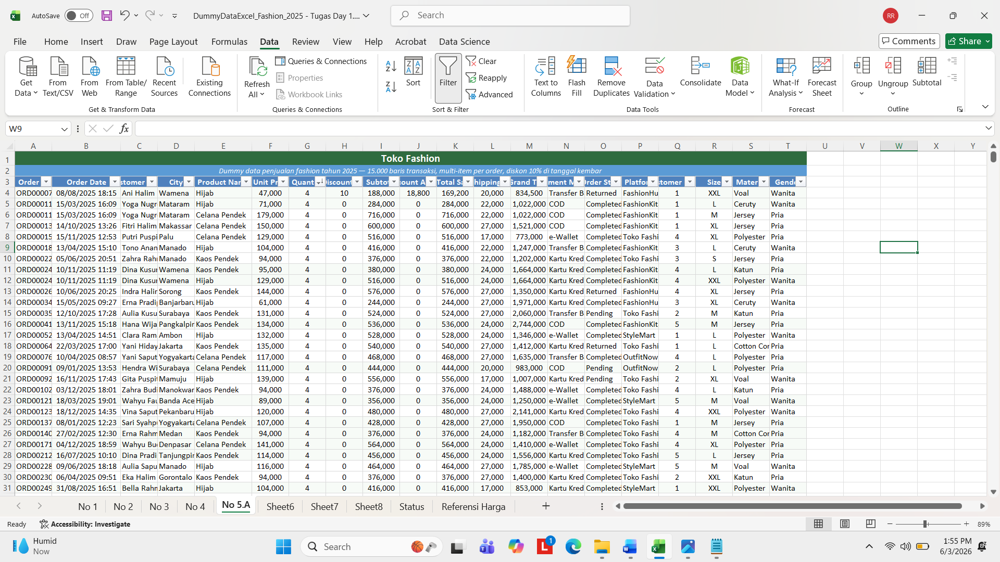 AutoSave Off DummyDataExcel_Fashion_2025 - Tugas Day 1.... Search RR
File Home Insert Draw Page Layout Formulas Data Review View Help Acrobat Data Science Comments Share
Get Data From Text/CSV From Web From Table/ Range Recent Sources Existing Connections
Refresh All Queries & Connections Properties Workbook Links
Sort Filter Clear Reapply Advanced
Text to Columns Flash Fill Remove Duplicates Data Validation Consolidate Data Model
What-If Analysis Forecast Sheet Group Ungroup Subtotal
Get & Transform Data Queries & Connections Sort & Filter Data Tools Forecast Outline
W9 fx
A B C D E F G H I J K L M N O P Q R S T U V W X Y
1 Toko Fashion
2 Dummy data penjualan fashion tahun 2025 — 15.000 baris transaksi, multi-item per order, diskon 10% di tanggal kembar
3 Order Order Date stomer City Product Nar Unit Pr Quant Discount Subto ount A Total Sa hipping Grand T ment M Order St Platfo tomer Size Mater Gend
4 ORD00007 08/08/2025 18:15 Ani Halim Wamena Hijab 47,000 4 10 188,000 18,800 169,200 20,000 834,500 Transfer B Returned FashionHu 1 XXL Voal Wanita
5 ORD00011 15/03/2025 16:09 Yoga Nugr Mataram Hijab 71,000 4 0 284,000 0 284,000 22,000 1,022,000 COD Completed FashionKit 1 L Ceruty Wanita
6 ORD00011 15/03/2025 16:09 Yoga Nugr Mataram Celana Pendek 179,000 4 0 716,000 0 716,000 22,000 1,022,000 COD Completed FashionKit 1 M Jersey Pria
7 ORD00013 14/10/2025 13:26 Fitri Halim Makassar Celana Pendek 150,000 4 0 600,000 0 600,000 27,000 1,521,000 COD Completed FashionKit 1 XL Jersey Pria
8 ORD00015 15/11/2025 12:53 Putri Puspi Palu Celana Pendek 129,000 4 0 516,000 0 516,000 17,000 773,000 e-Wallet Completed Toko Fashi 4 XL Polyester Pria
9 ORD00018 13/04/2025 15:10 Tono Anan Manado Hijab 104,000 4 0 416,000 0 416,000 22,000 1,247,000 Transfer B Completed FashionKit 3 L Ceruty Wanita
10 ORD00022 05/06/2025 20:51 Zahra Rahr Manado Kaos Pendek 94,000 4 0 376,000 0 376,000 22,000 1,202,000 Kartu Kred Completed Toko Fashi 3 S Jersey Pria
11 ORD00024 10/11/2025 11:19 Dina Kusur Wamena Kaos Pendek 95,000 4 0 380,000 0 380,000 24,000 1,664,000 Kartu Kred Completed FashionKit 4 L Katun Pria
12 ORD00024 10/11/2025 11:19 Dina Kusur Wamena Hijab 129,000 4 0 516,000 0 516,000 24,000 1,664,000 Kartu Kred Completed FashionKit 4 XXL Polyester Wanita
13 ORD00026 10/06/2025 20:25 Indra Halir Sorong Kaos Pendek 144,000 4 0 576,000 0 576,000 27,000 1,350,000 Kartu Kred Returned FashionHu 4 XL Jersey Pria
14 ORD00034 15/05/2025 09:27 Erna Pradi Banjarbaru Hijab 61,000 4 0 244,000 0 244,000 27,000 1,971,000 Kartu Kred Completed FashionHu 3 XL Ceruty Wanita
15 ORD00035 12/10/2025 17:28 Aulia Kusu Surabaya Kaos Pendek 131,000 4 0 524,000 0 524,000 27,000 2,060,000 Transfer B Pending Toko Fashi 2 M Katun Pria
16 ORD00041 13/11/2025 15:18 Hana Wija Pangkalpir Kaos Pendek 134,000 4 0 536,000 0 536,000 24,000 2,744,000 COD Completed FashionKit 5 M Jersey Pria
17 ORD00052 13/04/2025 14:51 Clara Ram Ambon Hijab 132,000 4 0 528,000 0 528,000 24,000 1,346,000 e-Wallet Completed StyleMart 1 L Polyester Wanita
18 ORD00064 22/03/2025 17:00 Yani Hiday Jakarta Kaos Pendek 135,000 4 0 540,000 0 540,000 27,000 1,412,000 Kartu Kred Returned Toko Fashi 1 L Cotton Cor Pria
19 ORD00076 10/04/2025 08:57 Yani Saput Yogyakarta Celana Pendek 117,000 4 0 468,000 0 468,000 27,000 1,635,000 Transfer B Completed OutfitNow 4 L Polyester Pria
20 ORD00091 09/01/2025 13:53 Hendra Wi Surabaya Celana Pendek 111,000 4 0 444,000 0 444,000 20,000 983,000 COD Pending OutfitNow 2 L Polyester Pria
21 ORD00092 16/11/2025 17:43 Gita Puspit Mamuju Hijab 139,000 4 0 556,000 0 556,000 17,000 1,007,000 Kartu Kred Pending Toko Fashi 2 XL Voal Wanita
22 ORD00102 03/12/2025 18:01 Zahra Budi Manokwar Kaos Pendek 94,000 4 0 376,000 0 376,000 24,000 1,488,000 e-Wallet Completed Toko Fashi 4 L Katun Pria
23 ORD00121 18/03/2025 19:01 Wahyu Fau Banda Ace Hijab 89,000 4 0 356,000 0 356,000 24,000 1,250,000 e-Wallet Completed StyleMart 5 M Voal Wanita
24 ORD00123 18/12/2025 14:35 Vina Saput Pekanbaru Hijab 120,000 4 0 480,000 0 480,000 27,000 2,141,000 Kartu Kred Completed Toko Fashi 4 XXL Polyester Wanita
25 ORD00137 08/01/2025 12:23 Sari Syahpu Yogyakarta Celana Pendek 107,000 4 0 428,000 0 428,000 27,000 1,950,000 COD Completed Toko Fashi 1 M Jersey Pria
26 ORD00140 27/02/2025 12:30 Erna Rahm Medan Kaos Pendek 94,000 4 0 376,000 0 376,000 24,000 1,182,000 Transfer B Completed Toko Fashi 4 M Cotton Cor Pria
27 ORD00171 04/12/2025 18:59 Wahyu Bu Denpasar Celana Pendek 141,000 4 0 564,000 0 564,000 24,000 1,410,000 e-Wallet Completed Toko Fashi 4 XL Polyester Pria
28 ORD00212 16/07/2025 10:10 Dina Pradi Tanjungpir Kaos Pendek 114,000 4 0 456,000 0 456,000 24,000 1,556,000 Kartu Kred Completed Toko Fashi 5 L Jersey Pria
29 ORD00228 09/06/2025 18:18 Aulia Sapu Manado Hijab 116,000 4 0 464,000 0 464,000 27,000 1,785,000 e-Wallet Completed StyleMart 5 M Voal Wanita
30 ORD00230 06/04/2025 09:51 Eka Halim Gorontalo Kaos Pendek 94,000 4 0 376,000 0 376,000 27,000 1,400,000 Kartu Kred Completed Toko Fashi 2 XXL Katun Pria
31 ORD00249 31/08/2025 16:51 Bella Rahr Jakarta Hijab 104,000 4 0 416,000 0 416,000 17,000 853,000 Kartu Kred Completed StyleMart 1 XXL Polyester Wanita
No 1 No 2 No 3 No 4 No 5.A Sheet6 Sheet7 Sheet8 Status Referensi Harga
Ready Accessibility: Investigate 89%
Humid Now Search 1 1:55 PM 6/3/2026